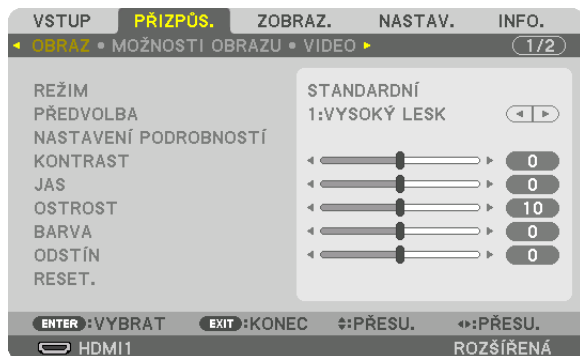 VSTUP PŘIZPŮS. ZOBRAZ. NASTAV. INFO.
OBRAZ • MOŽNOSTI OBRAZU • VIDEO 1/2
REŽIM STANDARDNÍ
PŘEDVOLBA 1:VYSOKÝ LESK
NASTAVENÍ PODROBNOSTÍ
KONTRAST 0
JAS 0
OSTROST 10
BARVA 0
ODSTÍN 0
RESET.
ENTER :VYBRAT EXIT :KONEC :PŘESU. :PŘESU.
HDMI1 ROZŠÍŘENÁ